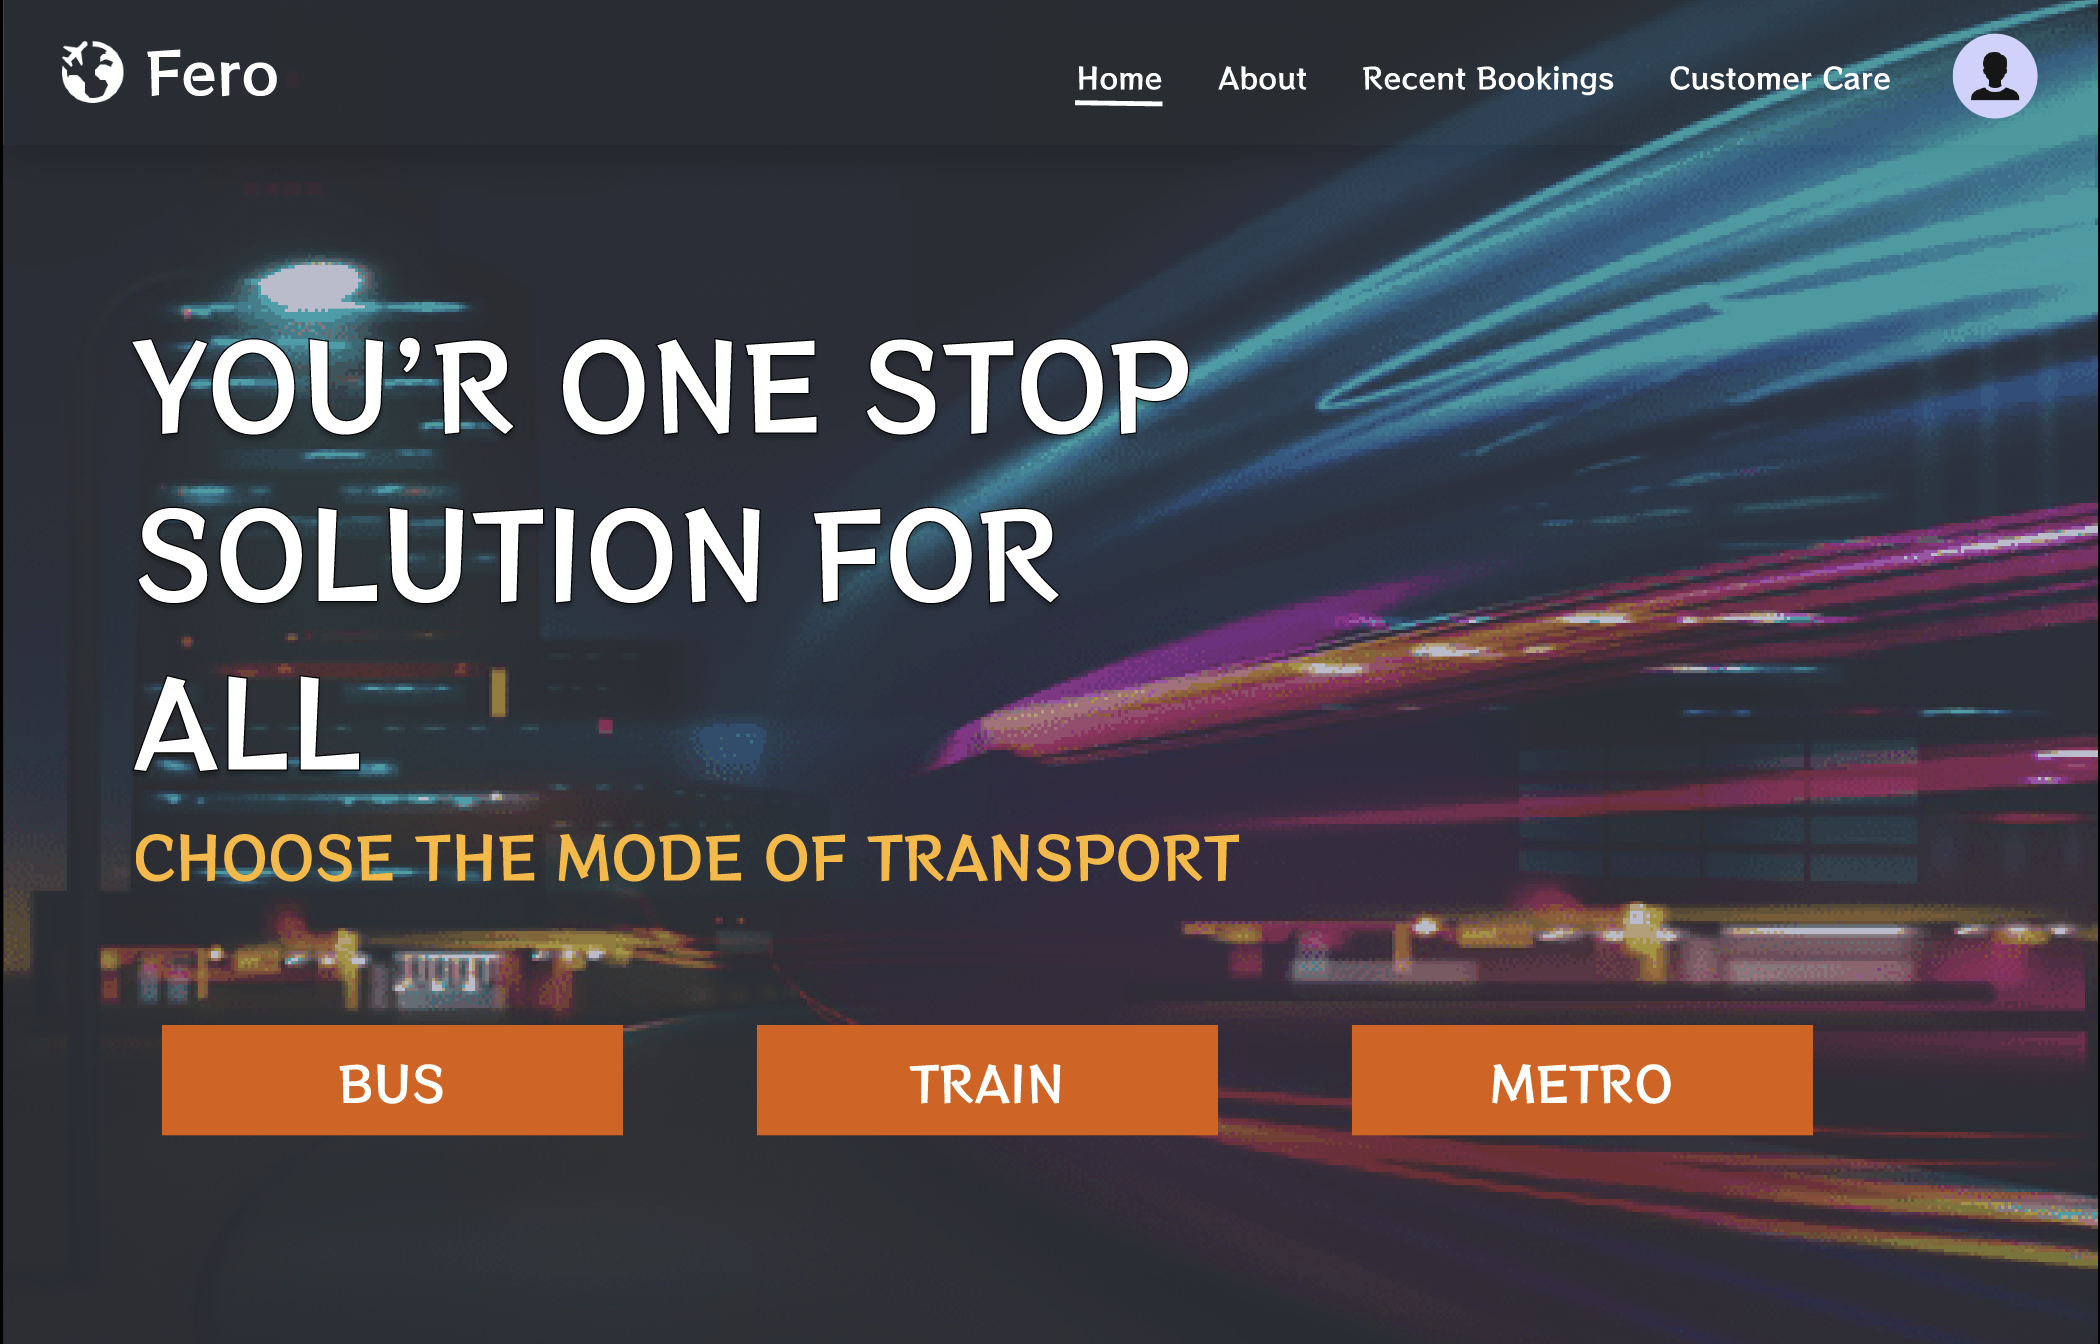 Fero
Home About Recent Bookings Customer Care
YOU’R ONE STOP
SOLUTION FOR
ALL
CHOOSE THE MODE OF TRANSPORT
BUS TRAIN METRO